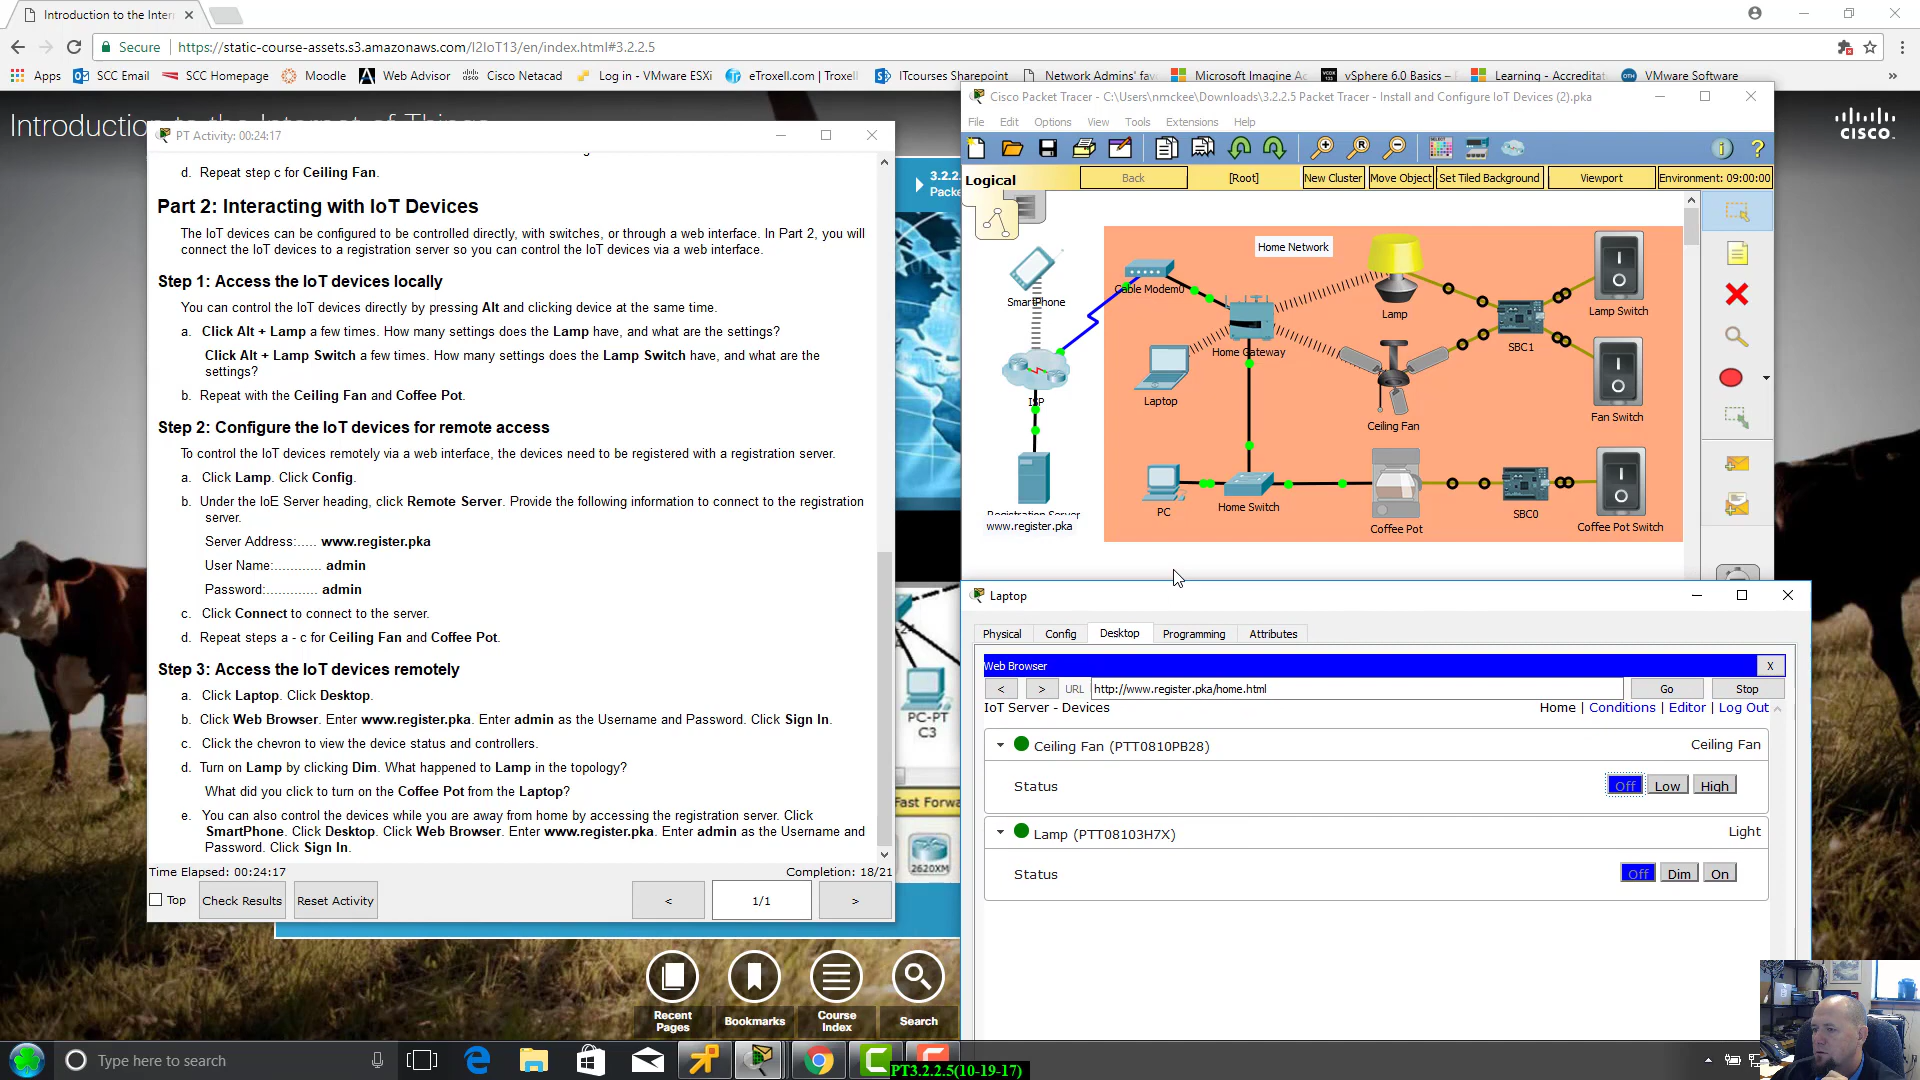 Introduction to the Inter
Secure
https://static-course-assets.s3.amazonaws.com/I2IoT13/en/index.html#3.2.2.5
Apps
SCC Email
SCC Homepage
Moodle
Web Advisor
Cisco Netacad
Log in - VMware ESXi
eTroxell.com | Troxell
ITcourses Sharepoint
Network Admins' fav
Microsoft Imagine Ac
vSphere 6.0 Basics –
Learning - Accreditat
VMware Software
Introduction to the Internet of Things
CISCO
PT Activity: 00:24:17
d. Repeat step c for Ceiling Fan.
Part 2: Interacting with IoT Devices
The IoT devices can be configured to be controlled directly, with switches, or through a web interface. In Part 2, you will
connect the IoT devices to a registration server so you can control the IoT devices via a web interface.
Step 1: Access the IoT devices locally
You can control the IoT devices directly by pressing Alt and clicking device at the same time.
a. Click Alt + Lamp a few times. How many settings does the Lamp have, and what are the settings?
Click Alt + Lamp Switch a few times. How many settings does the Lamp Switch have, and what are the
settings?
b. Repeat with the Ceiling Fan and Coffee Pot.
Step 2: Configure the IoT devices for remote access
To control the IoT devices remotely via a web interface, the devices need to be registered with a registration server.
a. Click Lamp. Click Config.
b. Under the IoE Server heading, click Remote Server. Provide the following information to connect to the registration
server.
Server Address:..... www.register.pka
User Name:............ admin
Password:............. admin
c. Click Connect to connect to the server.
d. Repeat steps a - c for Ceiling Fan and Coffee Pot.
Step 3: Access the IoT devices remotely
a. Click Laptop. Click Desktop.
b. Click Web Browser. Enter www.register.pka. Enter admin as the Username and Password. Click Sign In.
c. Click the chevron to view the device status and controllers.
d. Turn on Lamp by clicking Dim. What happened to Lamp in the topology?
What did you click to turn on the Coffee Pot from the Laptop?
e. You can also control the devices while you are away from home by accessing the registration server. Click
SmartPhone. Click Desktop. Click Web Browser. Enter www.register.pka. Enter admin as the Username and
Password. Click Sign In.
Time Elapsed: 00:24:17
Completion: 18/21
Top
Check Results
Reset Activity
<
1/1
>
3.2.2.
Packe
PC-PT
C3
Fast Forwa
2620XM
Recent
Pages
Bookmarks
Course
Index
Search
Cisco Packet Tracer - C:\Users\nmckee\Downloads\3.2.2.5 Packet Tracer - Install and Configure IoT Devices (2).pka
File
Edit
Options
View
Tools
Extensions
Help
Logical
Back
[Root]
New Cluster
Move Object
Set Tiled Background
Viewport
Environment: 09:00:00
Home Network
SmartPhone
Cable Modem0
Home Gateway
Lamp
SBC1
Lamp Switch
Laptop
ISP
Ceiling Fan
Fan Switch
Registration Server
www.register.pka
PC
Home Switch
Coffee Pot
SBC0
Coffee Pot Switch
Laptop
Physical
Config
Desktop
Programming
Attributes
Web Browser
X
<
>
URL
http://www.register.pka/home.html
Go
Stop
IoT Server - Devices
Home | Conditions | Editor | Log Out
Ceiling Fan (PTT0810PB28)
Ceiling Fan
Status
Off
Low
High
Lamp (PTT08103H7X)
Light
Status
Off
Dim
On
Type here to search
PT3.2.2.5(10-19-17)